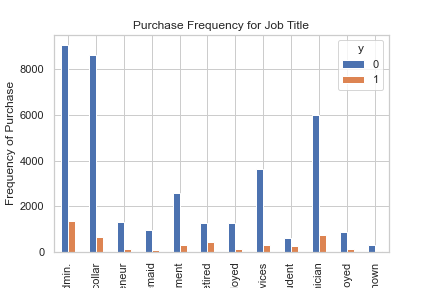 Purchase Frequency for Job Title
y
0
1
Frequency of Purchase
8000
6000
4000
2000
0
dmin.
collar
eneur
maid
ment
tired
oyed
vices
udent
nician
oyed
nown